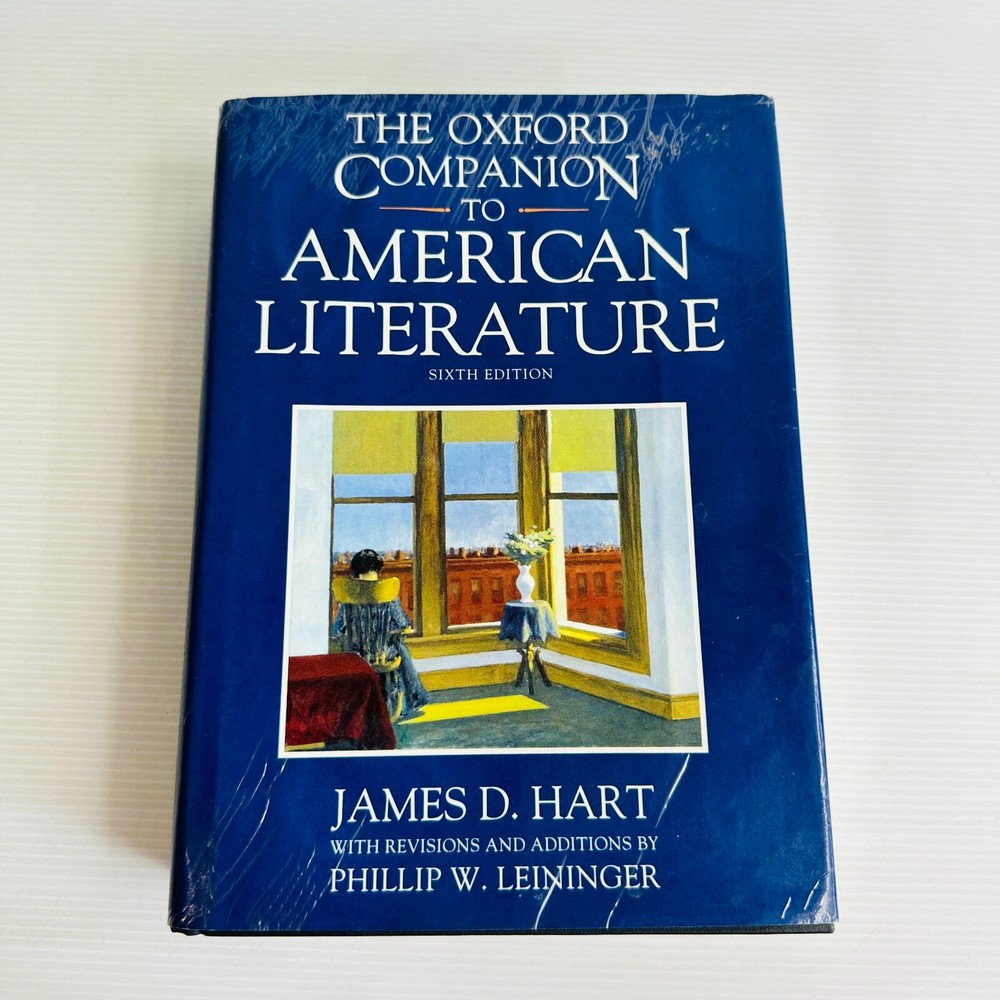 THE OXFORD
COMPANION
TO
AMERICAN
LITERATURE
SIXTH EDITION
JAMES D. HART
WITH REVISIONS AND ADDITIONS BY
PHILLIP W. LEININGER